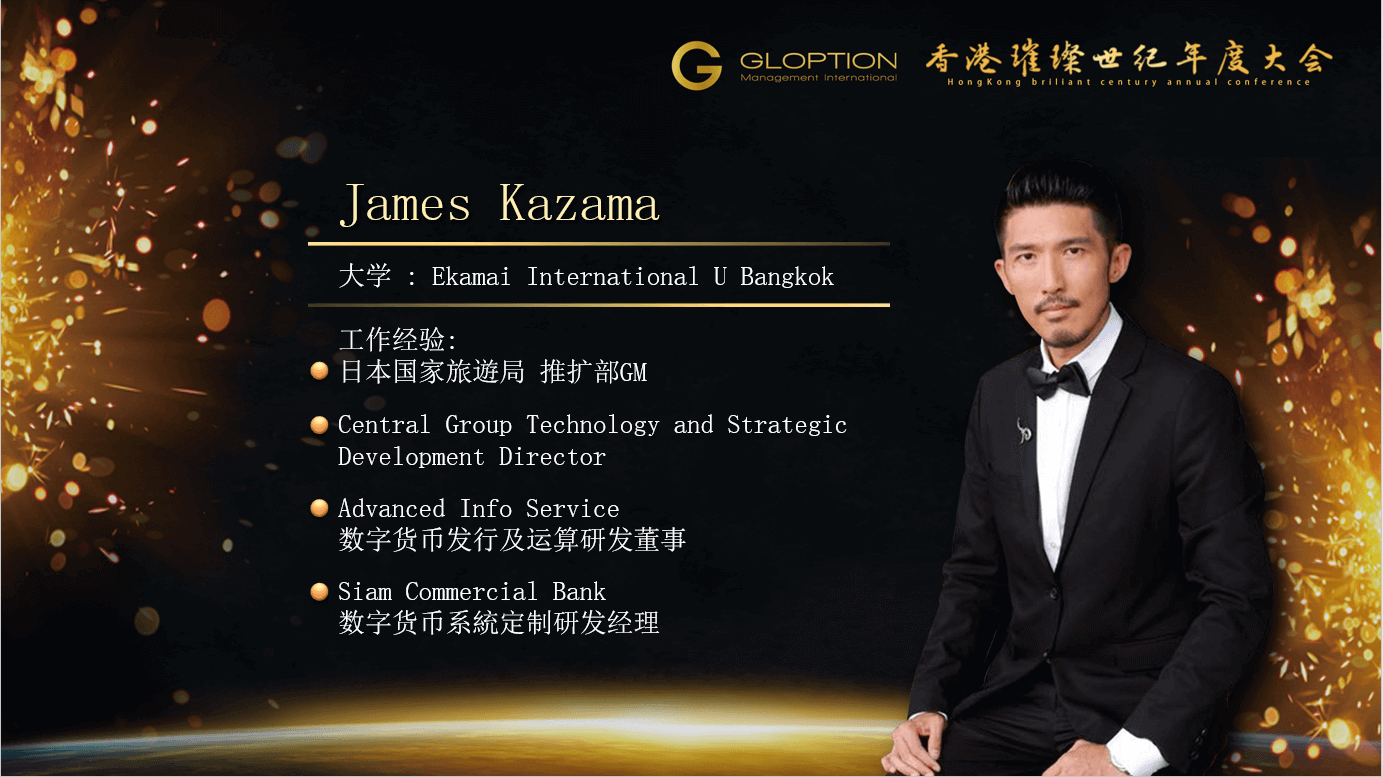 GLOPTION
Management International
香港璀璨世纪年度大会
HongKong briliant century annual conference
James Kazama
大学 : Ekamai International U Bangkok
工作经验:
日本国家旅遊局 推扩部GM
Central Group Technology and Strategic
Development Director
Advanced Info Service
数字货币发行及运算研发董事
Siam Commercial Bank
数字货币系統定制研发经理